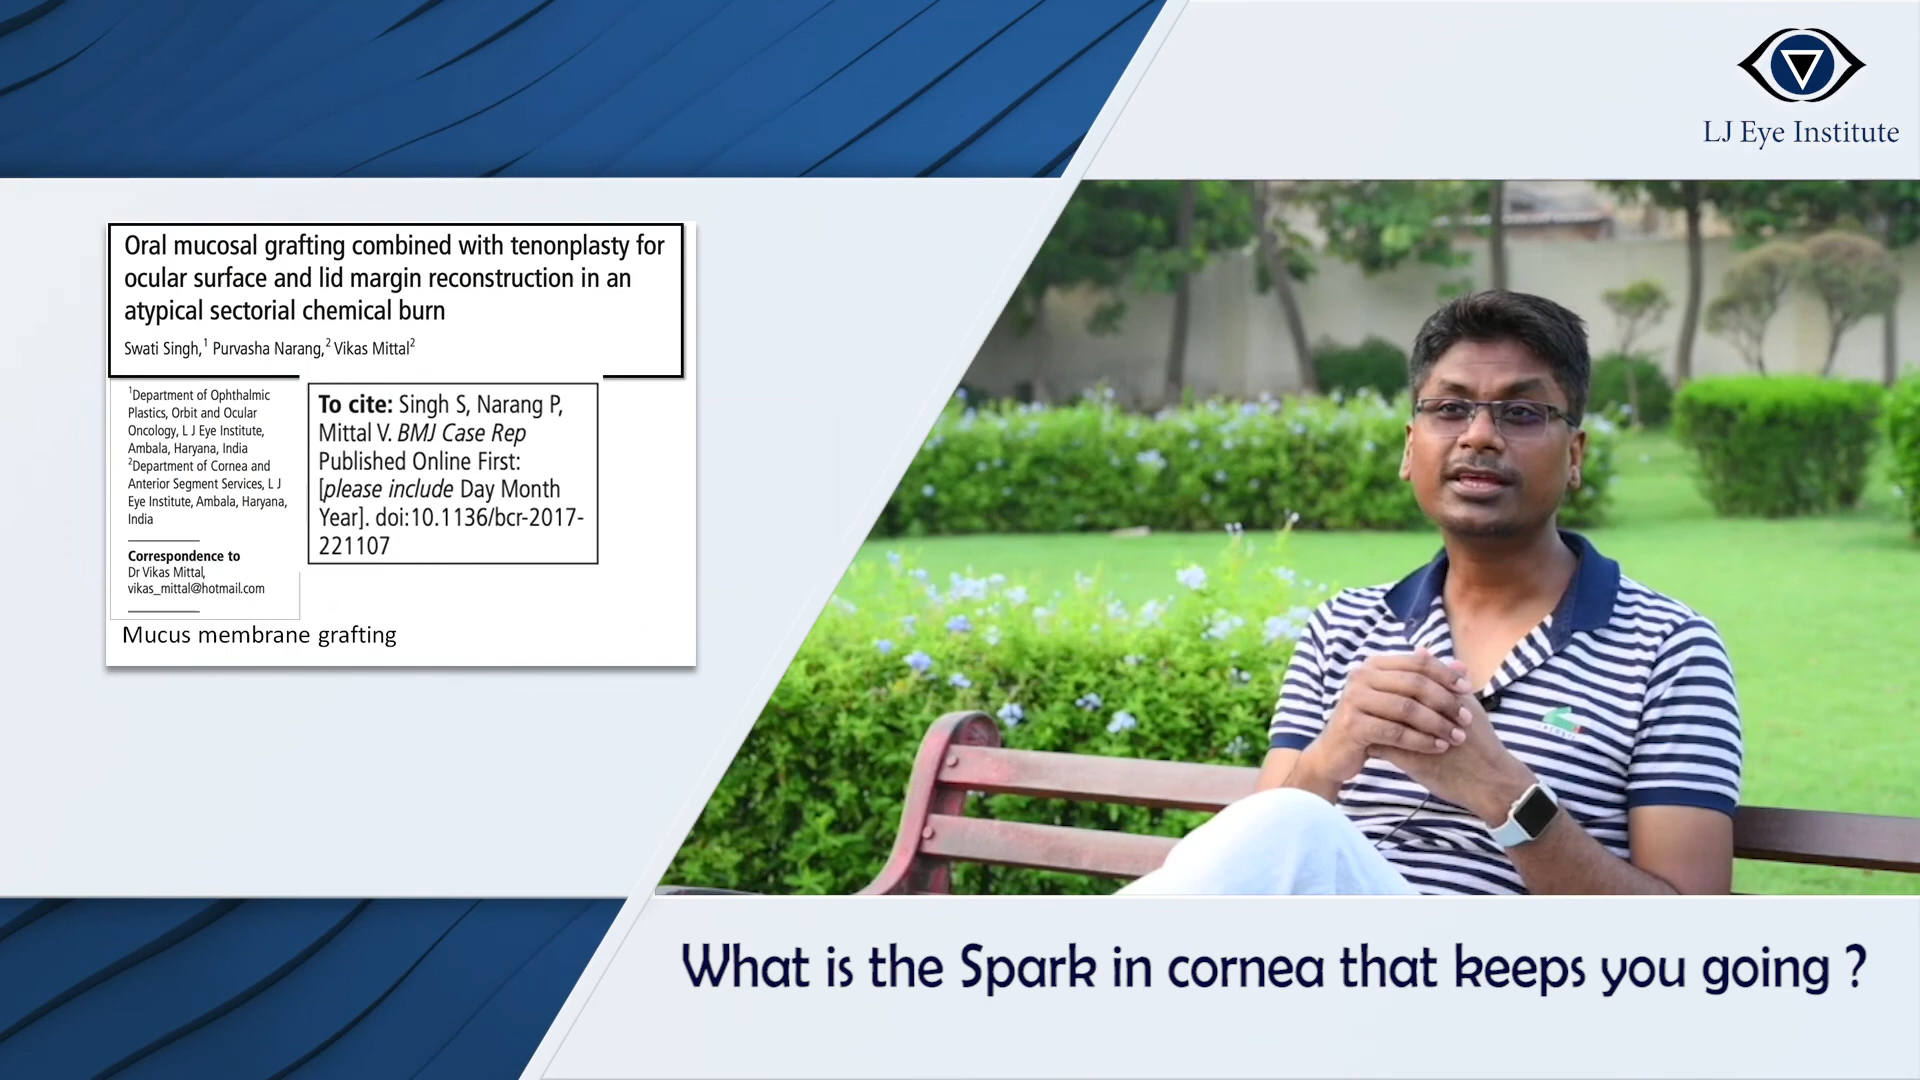 LJ Eye Institute
Oral mucosal grafting combined with tenonplasty for
ocular surface and lid margin reconstruction in an
atypical sectorial chemical burn
Swati Singh,1 Purvasha Narang,2 Vikas Mittal2
1Department of Ophthalmic
Plastics, Orbit and Ocular
Oncology, L J Eye Institute,
Ambala, Haryana, India
2Department of Cornea and
Anterior Segment Services, L J
Eye Institute, Ambala, Haryana,
India
Correspondence to
Dr Vikas Mittal,
vikas_mittal@hotmail.com
To cite: Singh S, Narang P,
Mittal V. BMJ Case Rep
Published Online First:
[please include Day Month
Year]. doi:10.1136/bcr-2017-
221107
Mucus membrane grafting
What is the Spark in cornea that keeps you going ?